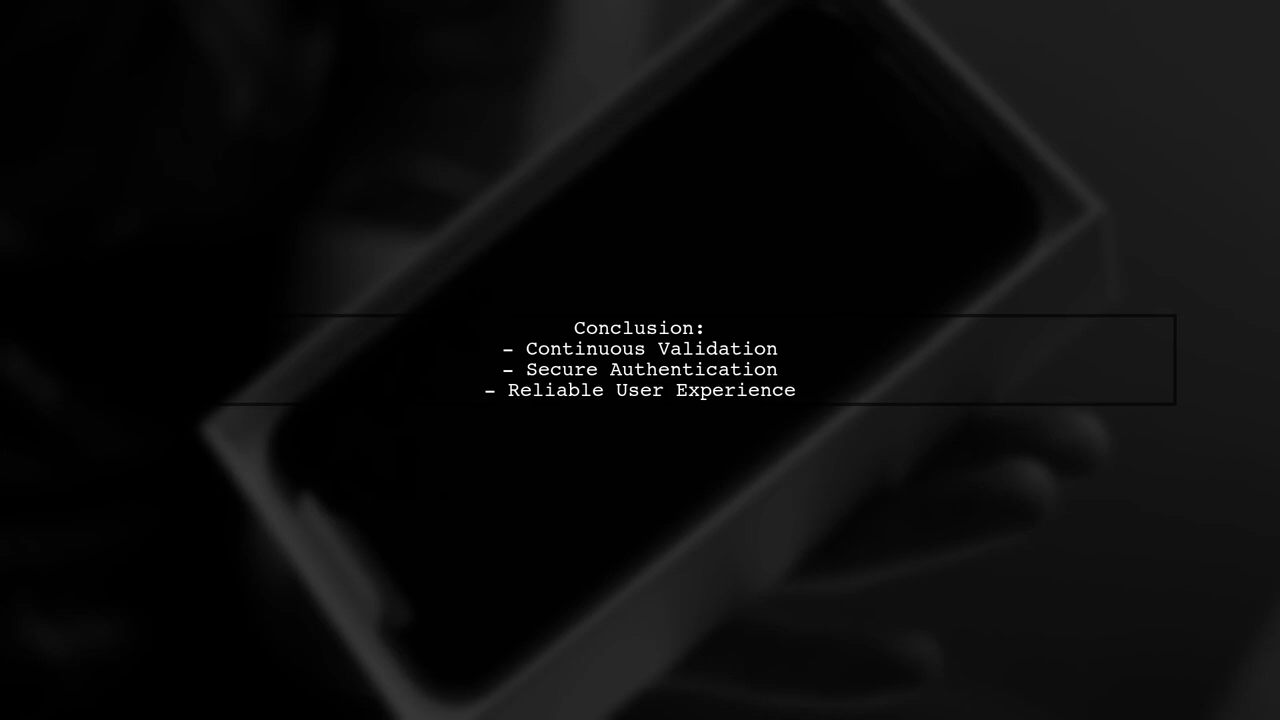 Conclusion:
- Continuous Validation
- Secure Authentication
- Reliable User Experience